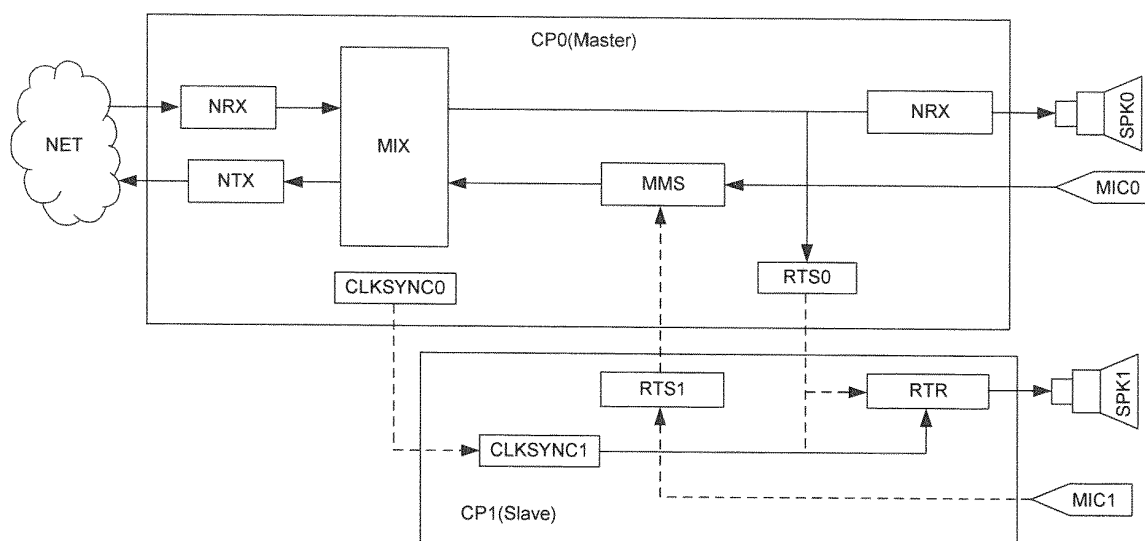 CP0(Master)
NET
NRX
MIX
NRX
SPK0
NTX
MMS
MIC0
CLKSYNC0
RTS0
RTS1
RTR
SPK1
CLKSYNC1
CP1(Slave)
MIC1